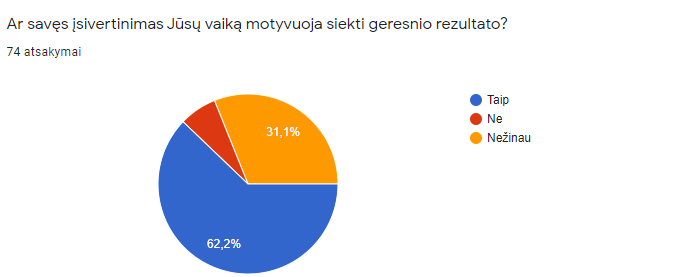 Ar savęs įsivertinimas Jūsų vaiką motyvuoja siekti geresnio rezultato?
74 atsakymai
Taip
Ne
Nežinau
31,1%
62,2%